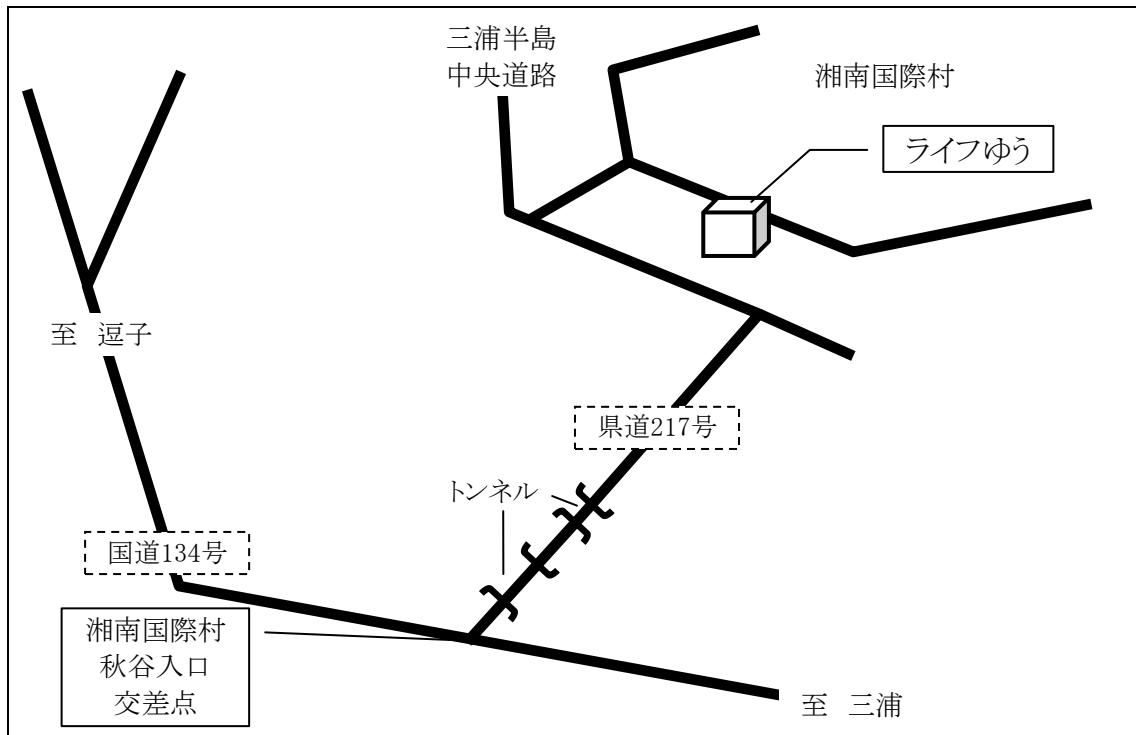 三浦半島
中央道路
湘南国際村
ライフゆう
至 逗子
県道217号
トンネル
国道134号
湘南国際村
秋谷入口
交差点
至 三浦